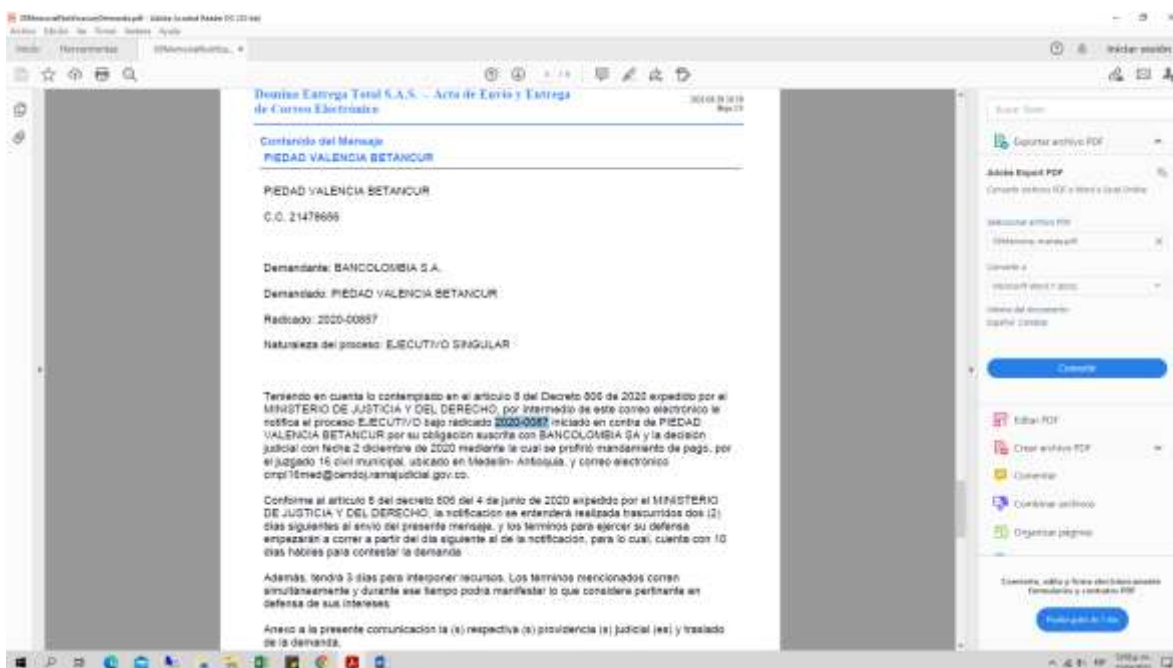 Inicio Herramientas
Iniciar sesión
Domina Entrega Total S.A.S. - Acta de Envío y Entrega
de Correo Electrónico
Contenido del Mensaje
PIEDAD VALENCIA BETANCUR
PIEDAD VALENCIA BETANCUR
C.C.
Demandante: BANCOLOMBIA S.A.
Demandado: PIEDAD VALENCIA BETANCUR
Radicado: 2020-00857
Naturaleza del proceso: EJECUTIVO SINGULAR
Teniendo en cuenta lo contemplado en el artículo 8 del Decreto 806 de 2020 expedido por el
MINISTERIO DE JUSTICIA Y DEL DERECHO, por intermedio de este correo electrónico le
notifica el proceso EJECUTIVO bajo radicado 2020-0087 iniciado en contra de PIEDAD
VALENCIA BETANCUR por su obligación suscrita con BANCOLOMBIA SA y la decisión
judicial con fecha 2 diciembre de 2020 mediante la cual se profirió mandamiento de pago, por
el juzgado 16 civil municipal, ubicado en Medellín- Antioquia, y correo electrónico
cmpl16med@cendoj.ramajudicial.gov.co.
Conforme al artículo 8 del decreto 806 del 4 de junio de 2020 expedido por el MINISTERIO
DE JUSTICIA Y DEL DERECHO, la notificación se entenderá realizada trascurridos dos (2)
días siguientes al envío del presente mensaje, y los términos para ejercer su defensa
empezarán a correr a partir del día siguiente al de la notificación, para lo cual, cuenta con 10
días hábiles para contestar la demanda
Además, tendrá 3 días para interponer recursos. Los términos mencionados corren
simultáneamente y durante ese tiempo podrá manifestar lo que considere pertinente en
defensa de sus intereses
Anexo a la presente comunicación la (s) respectiva (s) providencia (s) judicial (es) y traslado
de la demanda.
Exportar archivo PDF
Adobe Export PDF
Convertir
Editar PDF
Crear archivo PDF
Comentar
Combinar archivos
Organizar páginas